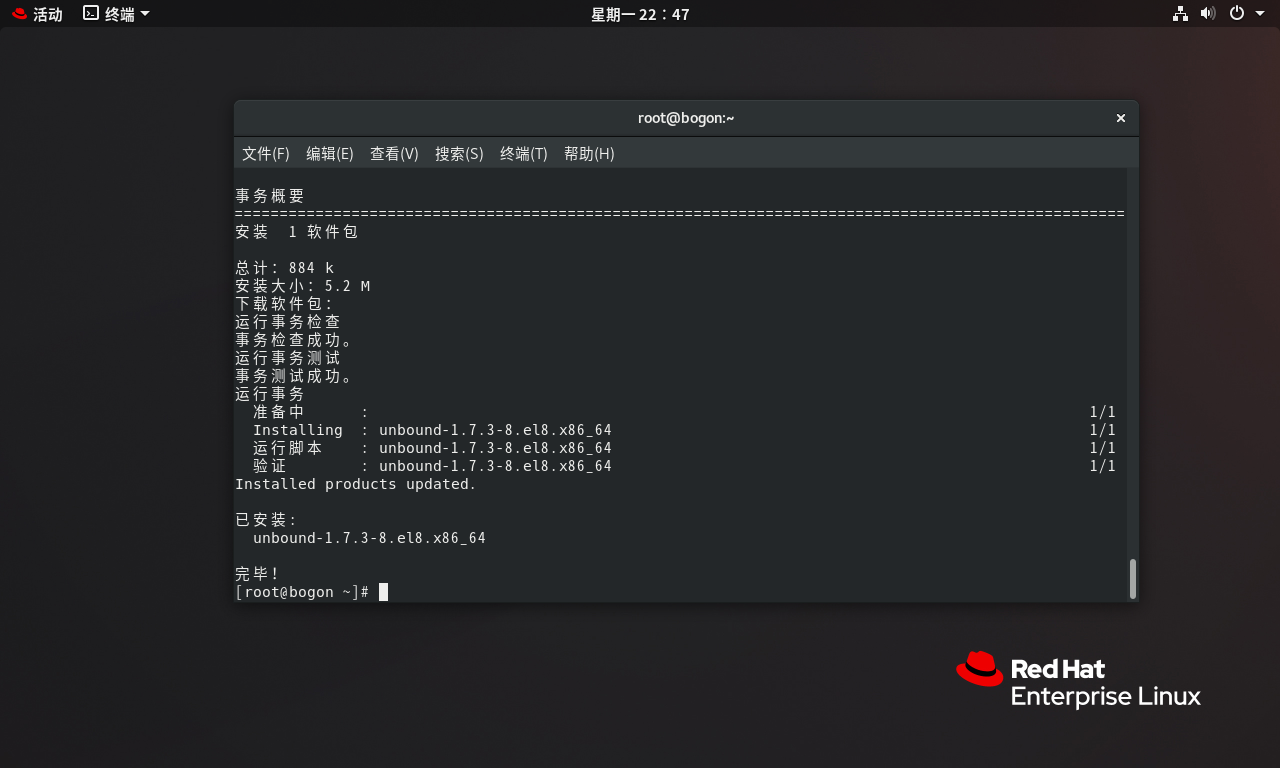 活动 终端 星期一 22：47
root@bogon:~ ×
文件(F) 编辑(E) 查看(V) 搜索(S) 终端(T) 帮助(H)
事务概要
===================================================================================================
安装  1 软件包
总计：884 k
安装大小：5.2 M
下载软件包：
运行事务检查
事务检查成功。
运行事务测试
事务测试成功。
运行事务
  准备中      :                                                                                1/1
  Installing  : unbound-1.7.3-8.el8.x86_64                                                     1/1
  运行脚本    : unbound-1.7.3-8.el8.x86_64                                                     1/1
  验证        : unbound-1.7.3-8.el8.x86_64                                                     1/1
Installed products updated.
已安装：
  unbound-1.7.3-8.el8.x86_64
完毕！
[root@bogon ~]#
Red Hat
Enterprise Linux